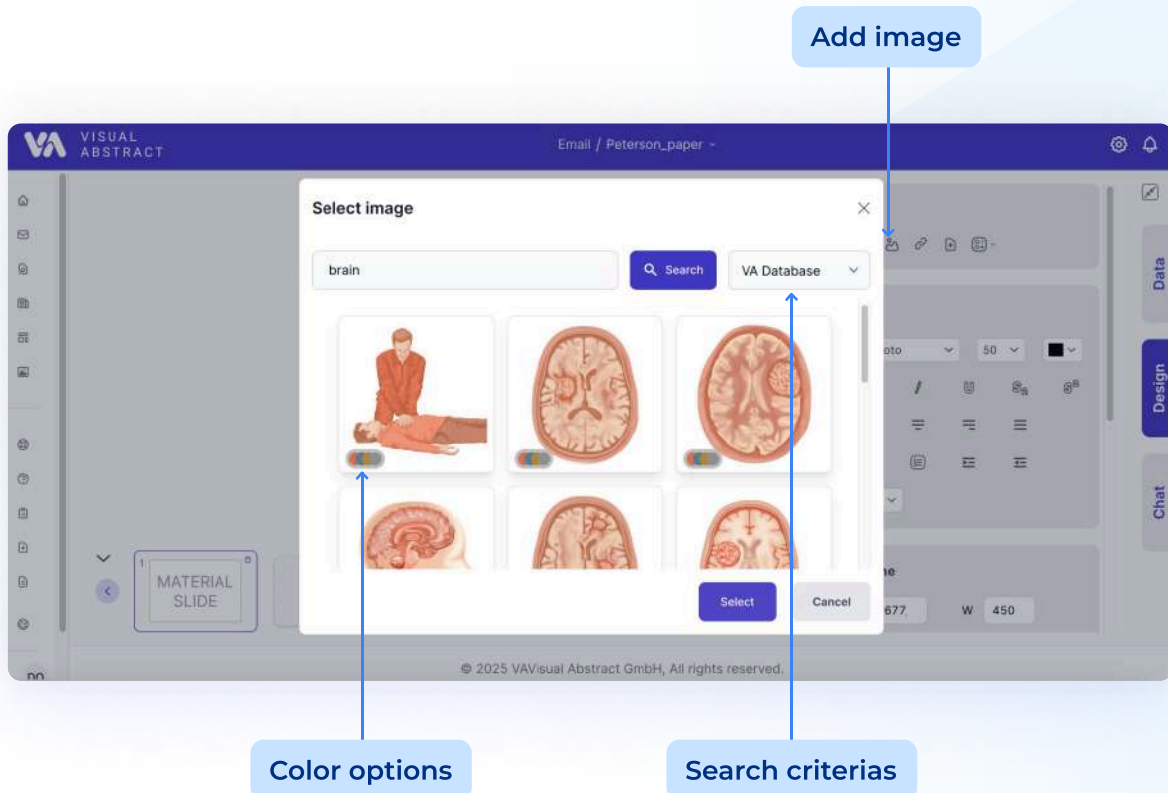 Add image
VISUAL
ABSTRACT
Email / Peterson_paper
Select image
brain
Search
VA Database
Data
50
Design
Chat
1
MATERIAL
SLIDE
Select
Cancel
677
W 450
© 2025 VAVisual Abstract GmbH, All rights reserved.
Color options
Search criterias